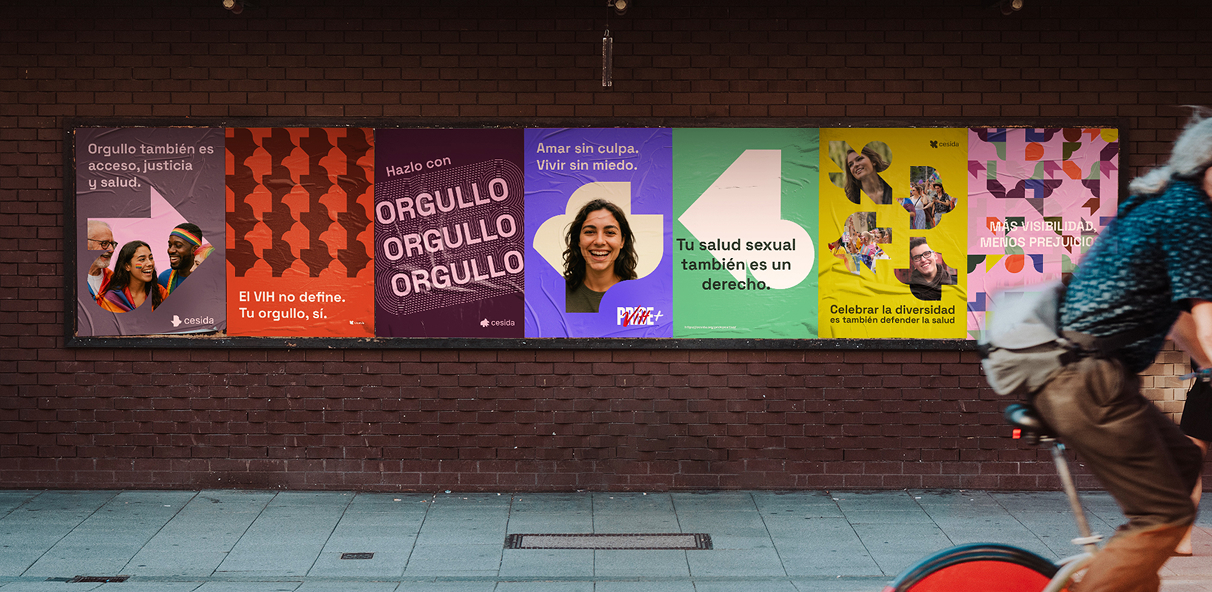 Orgullo también es
acceso, justicia
y salud.
cesida
El VIH no define.
Tu orgullo, sí.
Hazlo con
ORGULLO
ORGULLO
ORGULLO
cesida
Amar sin culpa.
Vivir sin miedo.
VIH+
Tu salud sexual
también es un
derecho.
cesida
Celebrar la diversidad
es también defender la salud
MÁS VISIBILIDAD,
MENOS PREJUICIO